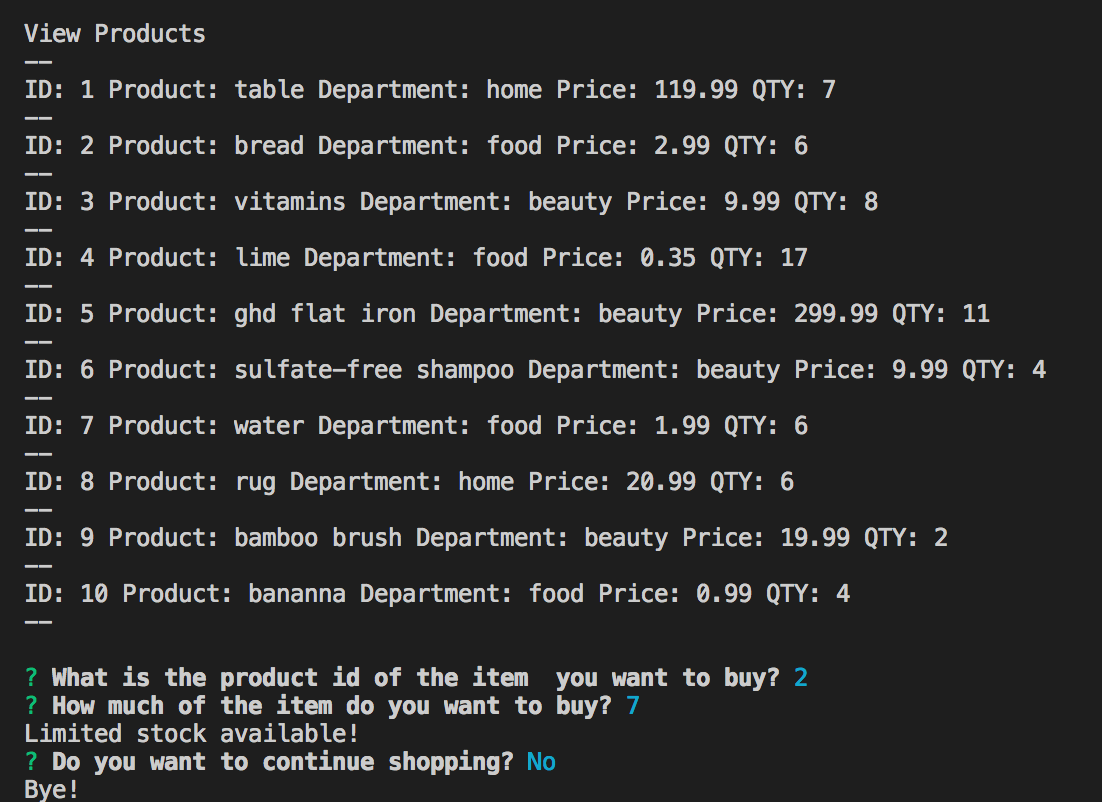 View Products
——
ID: 1 Product: table Department: home Price: 119.99 QTY: 7
——
ID: 2 Product: bread Department: food Price: 2.99 QTY: 6
——
ID: 3 Product: vitamins Department: beauty Price: 9.99 QTY: 8
——
ID: 4 Product: lime Department: food Price: 0.35 QTY: 17
——
ID: 5 Product: ghd flat iron Department: beauty Price: 299.99 QTY: 11
——
ID: 6 Product: sulfate-free shampoo Department: beauty Price: 9.99 QTY: 4
——
ID: 7 Product: water Department: food Price: 1.99 QTY: 6
——
ID: 8 Product: rug Department: home Price: 20.99 QTY: 6
——
ID: 9 Product: bamboo brush Department: beauty Price: 19.99 QTY: 2
——
ID: 10 Product: bananna Department: food Price: 0.99 QTY: 4
——
? What is the product id of the item  you want to buy? 2
? How much of the item do you want to buy? 7
Limited stock available!
? Do you want to continue shopping? No
Bye!